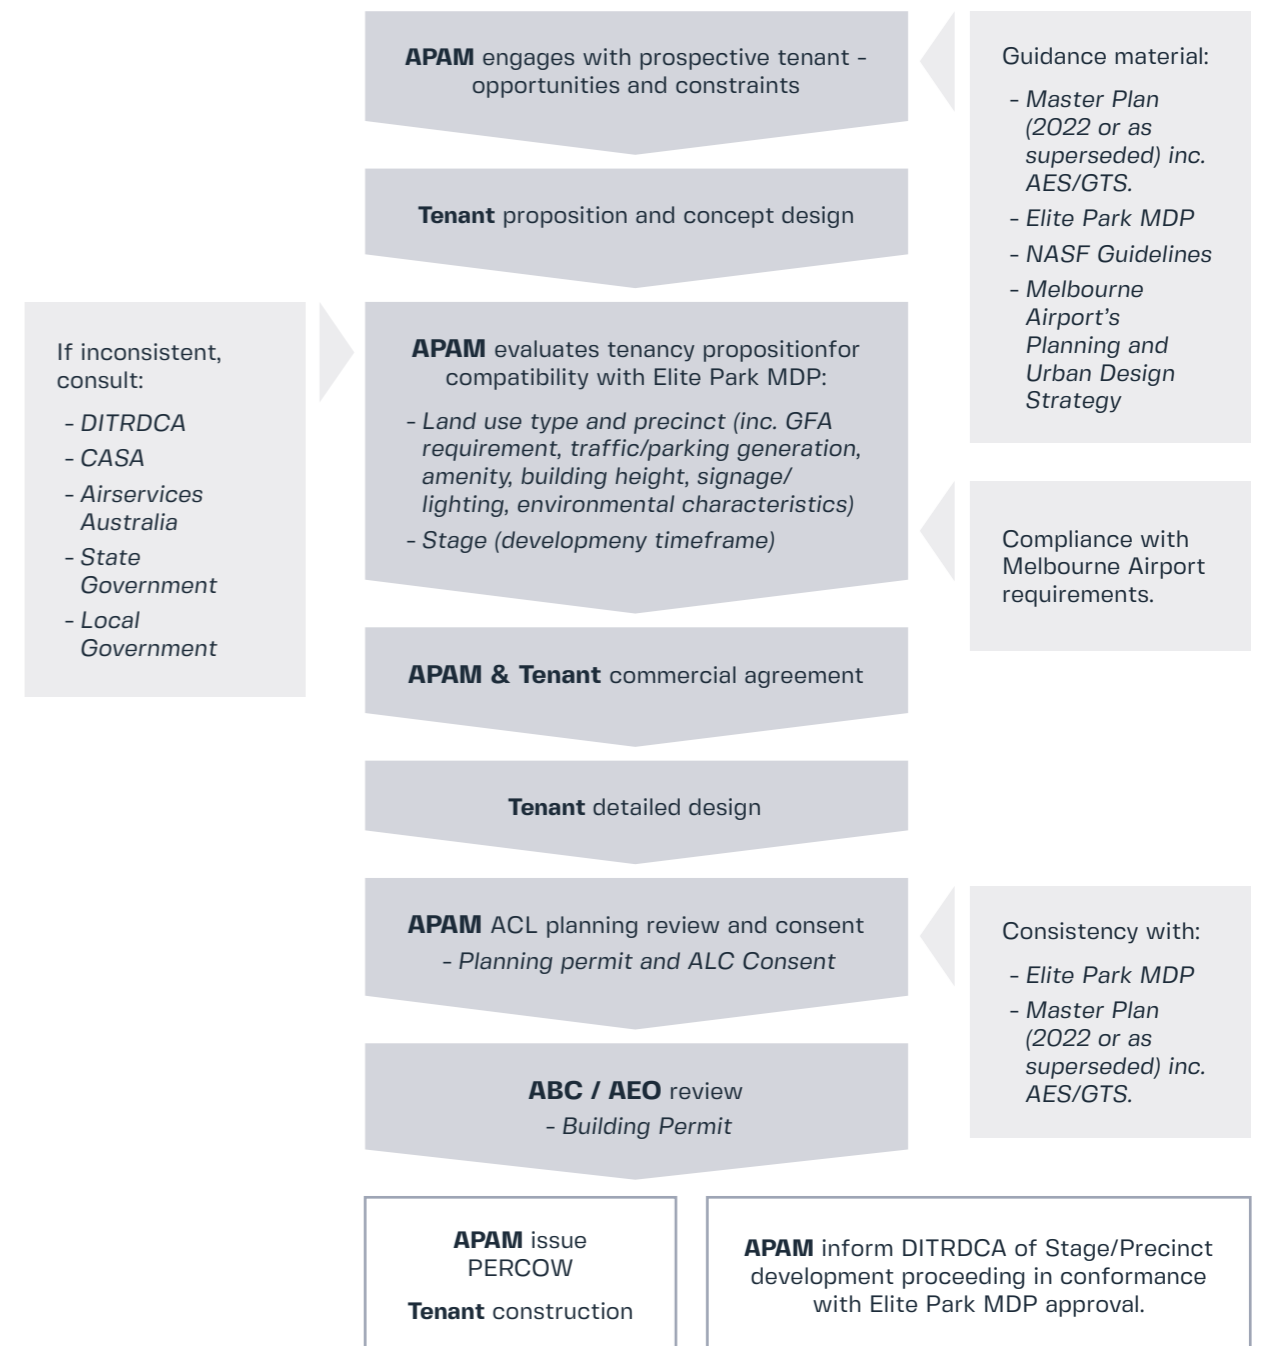 APAM engages with prospective tenant -
opportunities and constraints
Guidance material:
- Master Plan
(2022 or as
superseded) inc.
AES/GTS.
- Elite Park MDP
- NASF Guidelines
- Melbourne
Airport’s
Planning and
Urban Design
Strategy
Tenant proposition and concept design
If inconsistent,
consult:
- DITRDCA
- CASA
- Airservices
Australia
- State
Government
- Local
Government
APAM evaluates tenancy propositionfor
compatibility with Elite Park MDP:
- Land use type and precinct (inc. GFA
requirement, traffic/parking generation,
amenity, building height, signage/
lighting, environmental characteristics)
- Stage (developmeny timeframe)
Compliance with
Melbourne Airport
requirements.
APAM & Tenant commercial agreement
Tenant detailed design
APAM ACL planning review and consent
- Planning permit and ALC Consent
Consistency with:
- Elite Park MDP
- Master Plan
(2022 or as
superseded) inc.
AES/GTS.
ABC / AEO review
- Building Permit
APAM issue
PERCOW
Tenant construction
APAM inform DITRDCA of Stage/Precinct
development proceeding in conformance
with Elite Park MDP approval.